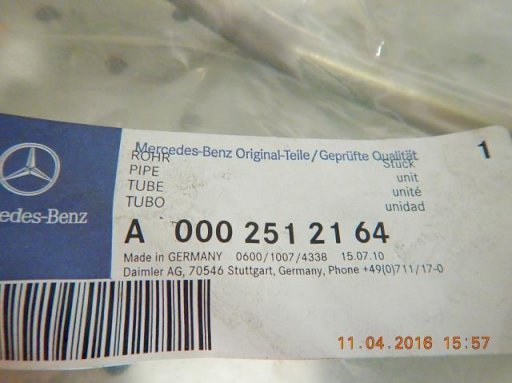 Mercedes-Benz Original-Teile/Geprüfte Qualität 1
ROHR Stück
PIPE unit
TUBE unité
TUBO unidad
edes-Benz
A 000 251 21 64
Made in GERMANY 0600/1007/4338 15.07.10
Daimler AG, 70546 Stuttgart, Germany, Phone +49(0)711/17-0
11.04.2016 15:57